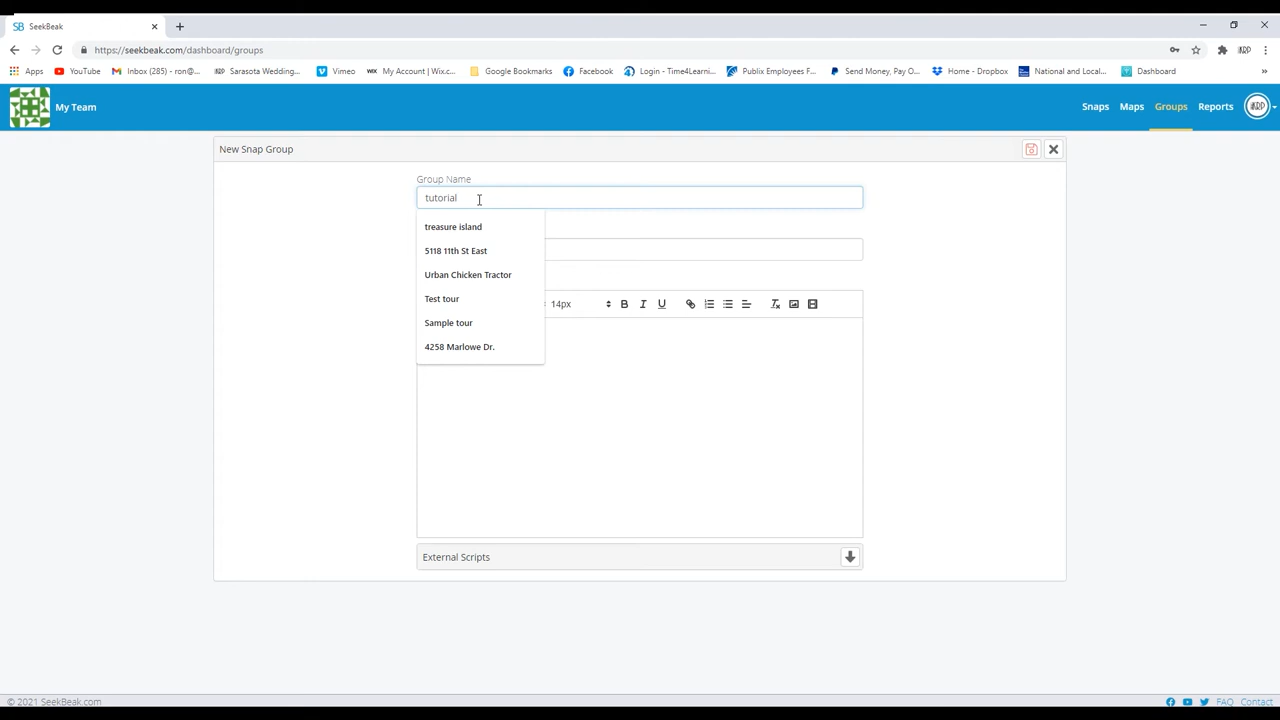 SB SeekBeak
https://seekbeak.com/dashboard/groups
Apps YouTube Inbox (285) - ron@... Sarasota Wedding... Vimeo WIX My Account | Wix.c... Google Bookmarks Facebook Login - Time4Learni... Publix Employees F... Send Money, Pay O... Home - Dropbox National and Local... Dashboard »
My Team Snaps Maps Groups Reports
New Snap Group
Group Name
tutorial
treasure island
5118 11th St East
Urban Chicken Tractor
Test tour
Sample tour
14px B I U
4258 Marlowe Dr.
External Scripts
© 2021 SeekBeak.com FAQ Contact